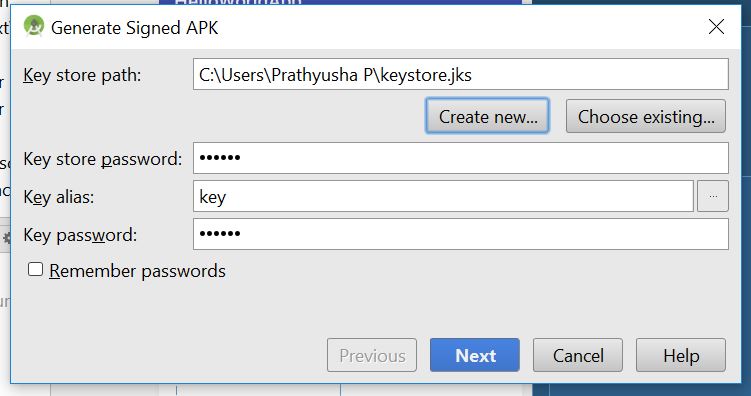 HelloWorldApp
Generate Signed APK
Key store path: C:\Users\Prathyusha P\keystore.jks
Create new... Choose existing...
Key store password: ••••••
Key alias: key ...
Key password: ••••••
Remember passwords
Previous Next Cancel Help